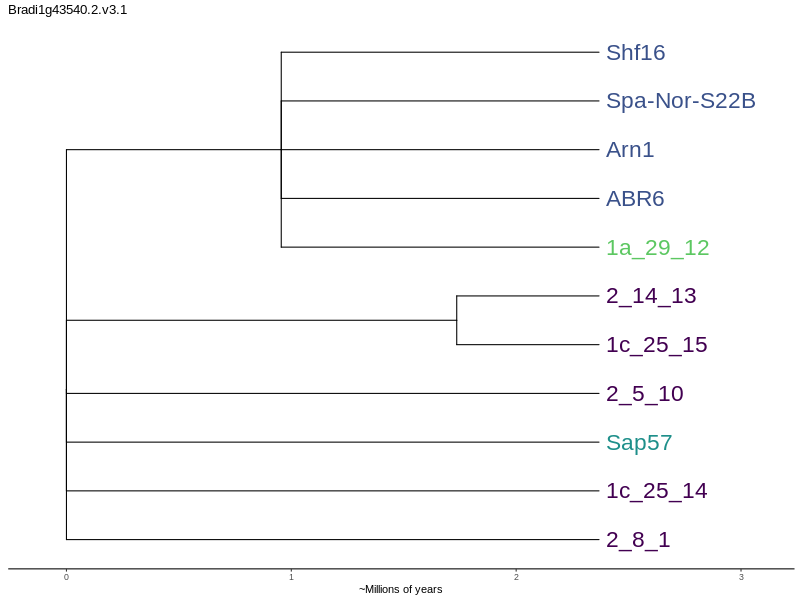 Bradi1g43540.2.v3.1
Shf16
Spa-Nor-S22B
Arn1
ABR6
1a_29_12
2_14_13
1c_25_15
2_5_10
Sap57
1c_25_14
2_8_1
0 1 2 3
~Millions of years